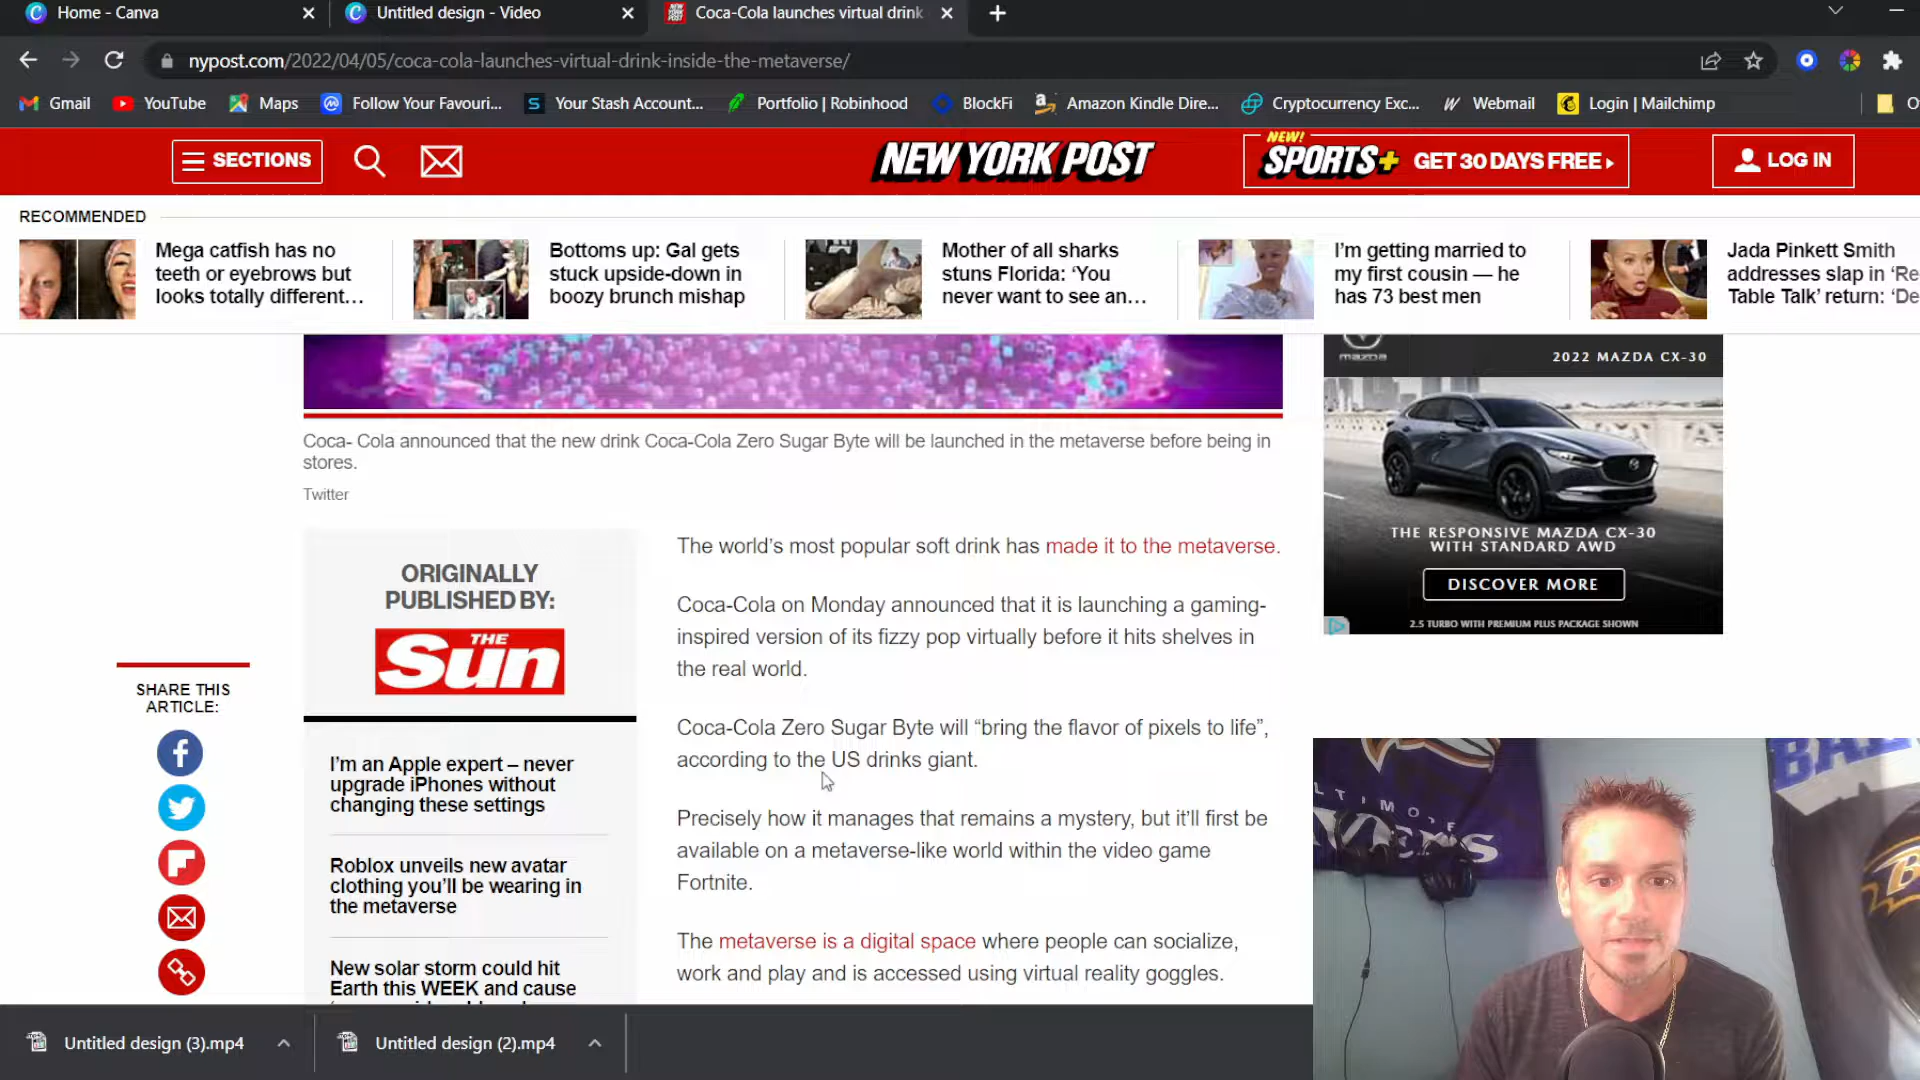 Home - Canva
Untitled design - Video
Coca-Cola launches virtual drink
nypost.com/2022/04/05/coca-cola-launches-virtual-drink-inside-the-metaverse/
Gmail
YouTube
Maps
Follow Your Favouri...
Your Stash Account...
Portfolio | Robinhood
BlockFi
Amazon Kindle Dire...
Cryptocurrency Exc...
Webmail
Login | Mailchimp
SECTIONS
NEW YORK POST
NEW!
SPORTS+ GET 30 DAYS FREE
LOG IN
RECOMMENDED
Mega catfish has no
teeth or eyebrows but
looks totally different...
Bottoms up: Gal gets
stuck upside-down in
boozy brunch mishap
Mother of all sharks
stuns Florida: ‘You
never want to see an...
I’m getting married to
my first cousin — he
has 73 best men
Jada Pinkett Smith
addresses slap in ‘Re
Table Talk’ return: ‘De
Coca- Cola announced that the new drink Coca-Cola Zero Sugar Byte will be launched in the metaverse before being in
stores.
Twitter
mazda
2022 MAZDA CX-30
THE RESPONSIVE MAZDA CX-30
WITH STANDARD AWD
DISCOVER MORE
2.5 TURBO WITH PREMIUM PLUS PACKAGE SHOWN
SHARE THIS
ARTICLE:
ORIGINALLY
PUBLISHED BY:
THE
Sun
I’m an Apple expert – never
upgrade iPhones without
changing these settings
Roblox unveils new avatar
clothing you’ll be wearing in
the metaverse
New solar storm could hit
Earth this WEEK and cause
The world’s most popular soft drink has made it to the metaverse.
Coca-Cola on Monday announced that it is launching a gaming-
inspired version of its fizzy pop virtually before it hits shelves in
the real world.
Coca-Cola Zero Sugar Byte will “bring the flavor of pixels to life”,
according to the US drinks giant.
Precisely how it manages that remains a mystery, but it’ll first be
available on a metaverse-like world within the video game
Fortnite.
The metaverse is a digital space where people can socialize,
work and play and is accessed using virtual reality goggles.
LTIMO
VENS
BAL
Untitled design (3).mp4
Untitled design (2).mp4